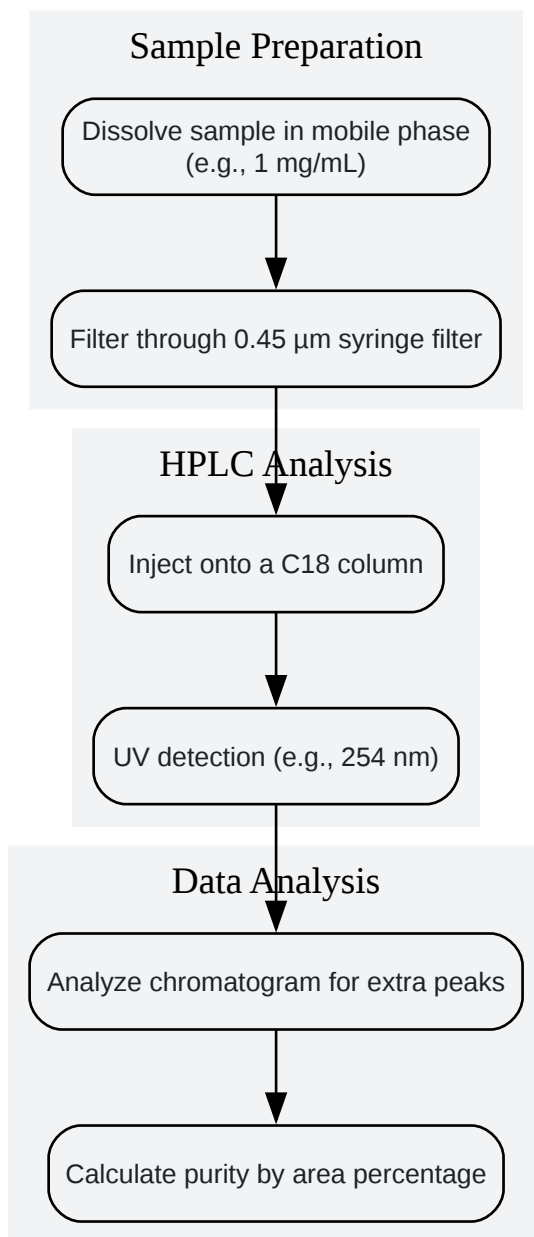 Sample Preparation
Dissolve sample in mobile phase
(e.g., 1 mg/mL)
Filter through 0.45 µm syringe filter
HPLC Analysis
Inject onto a C18 column
UV detection (e.g., 254 nm)
Data Analysis
Analyze chromatogram for extra peaks
Calculate purity by area percentage